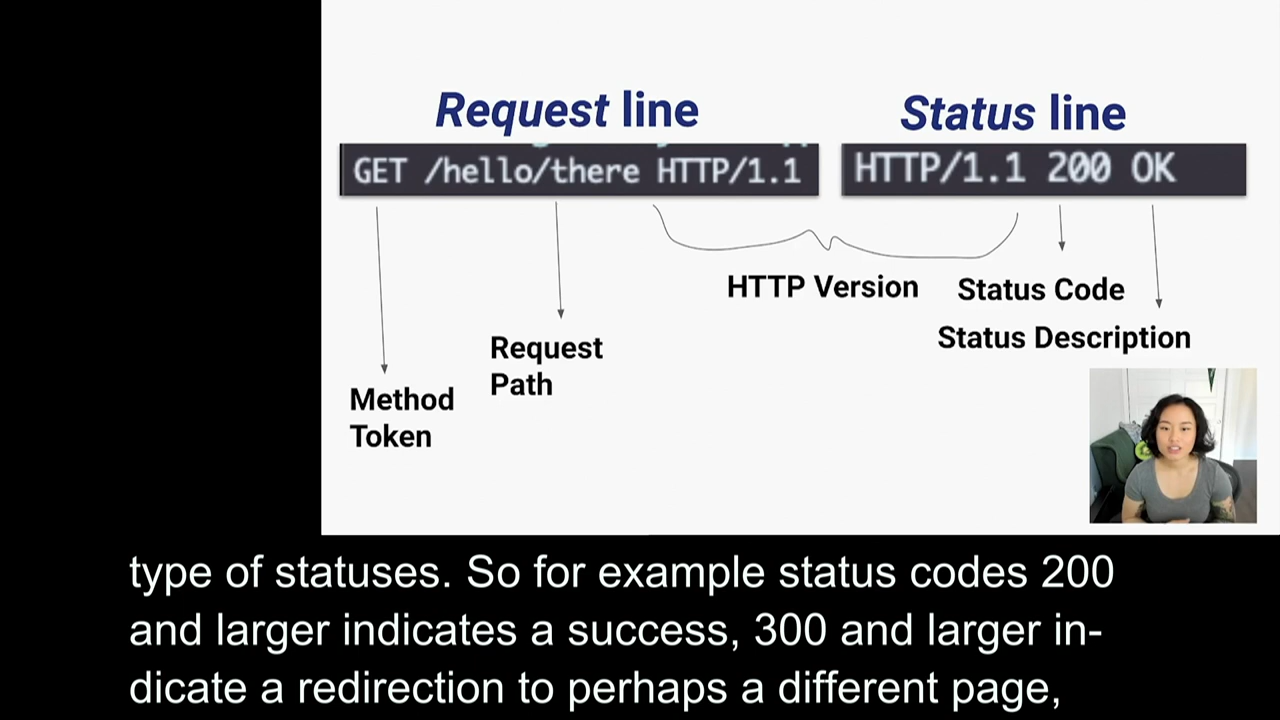 Request line
Status line
GET /hello/there HTTP/1.1
HTTP/1.1 200 OK
HTTP Version
Status Code
Status Description
Request
Path
Method
Token
type of statuses. So for example status codes 200
and larger indicates a success, 300 and larger in-
dicate a redirection to perhaps a different page,